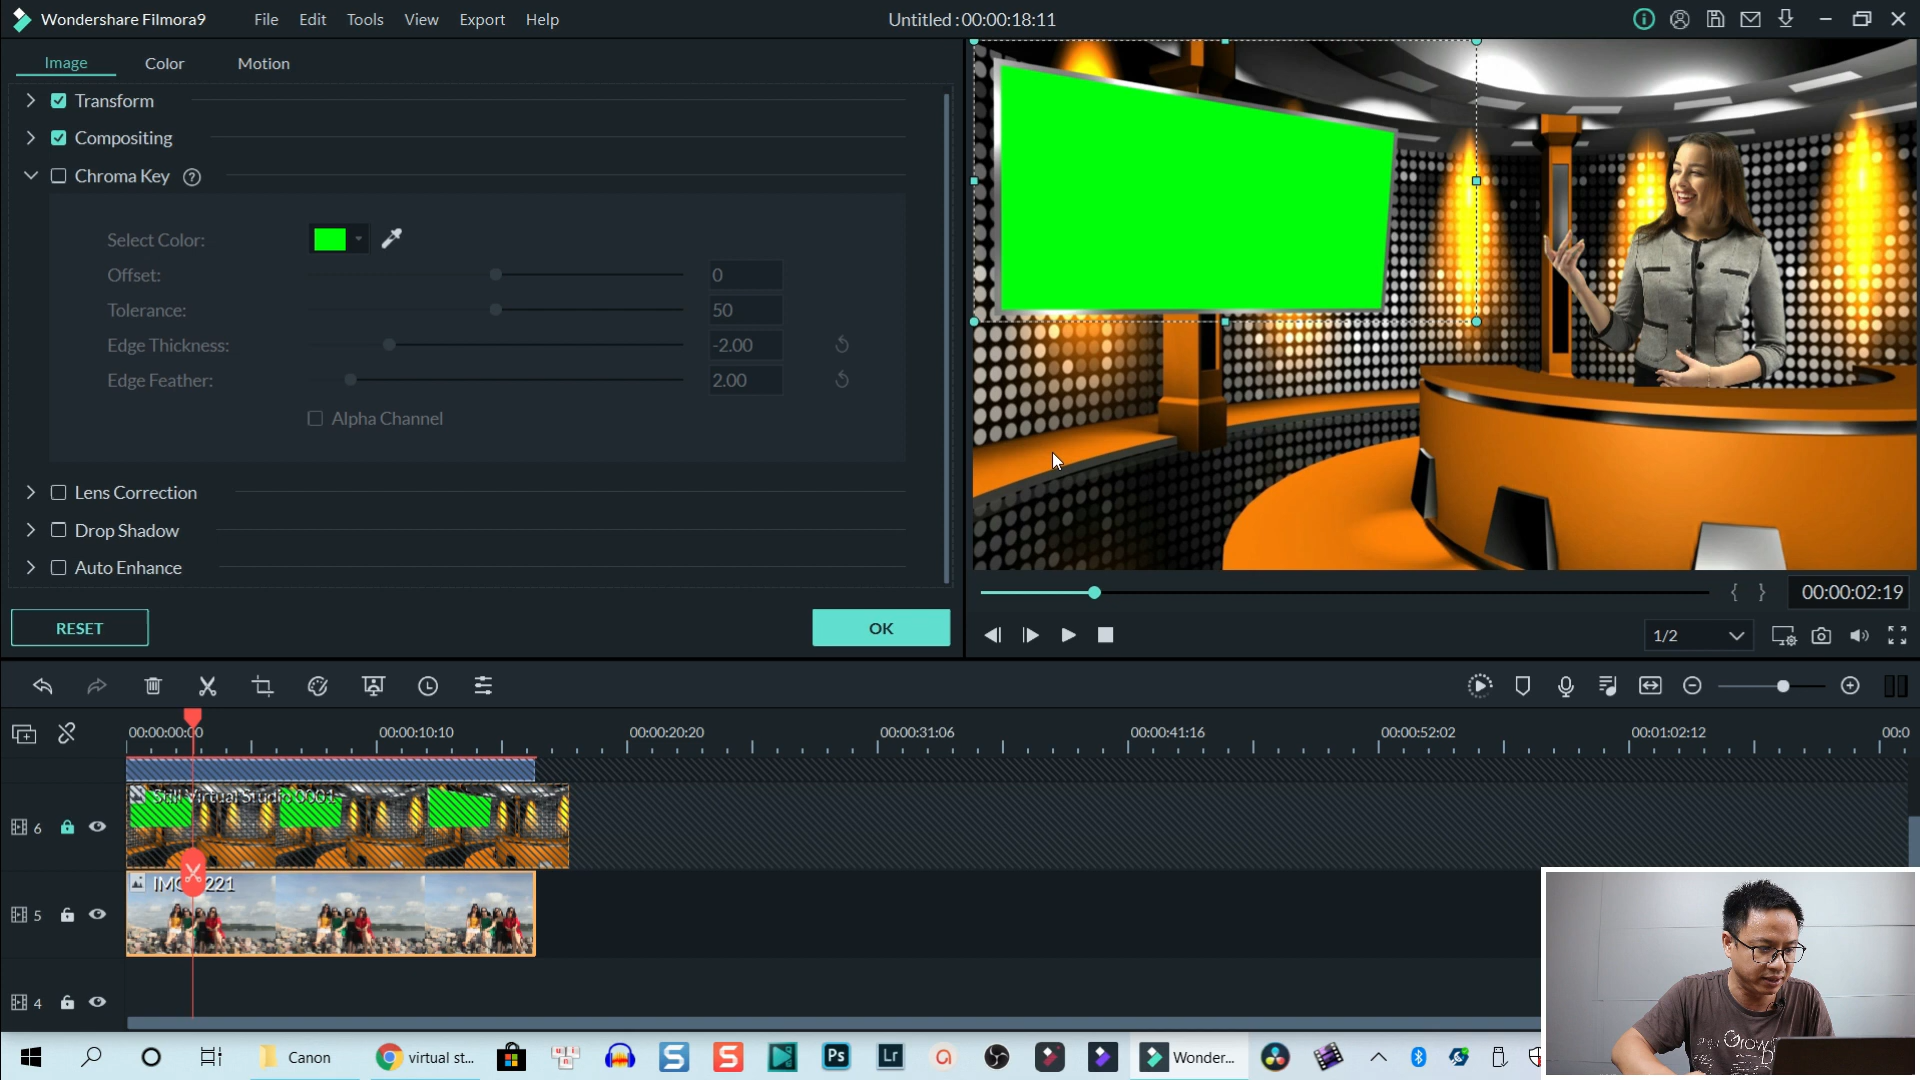 Wondershare Filmora9 File Edit Tools View Export Help Untitled : 00:00:18:11
Image Color Motion
Transform
Compositing
Chroma Key ?
Select Color:
Offset: 0
Tolerance: 50
Edge Thickness: -2.00
Edge Feather: 2.00
Alpha Channel
Lens Correction
Drop Shadow
Auto Enhance
RESET OK
{ } 00:00:02:19
1/2
00:00:00:00 00:00:10:10 00:00:20:20 00:00:31:06 00:00:41:16 00:00:52:02 00:01:02:12 00:0
Still Virtual Studio 0001
6
221
5
4
Canon virtual st... S S Ps Lr Wonder...